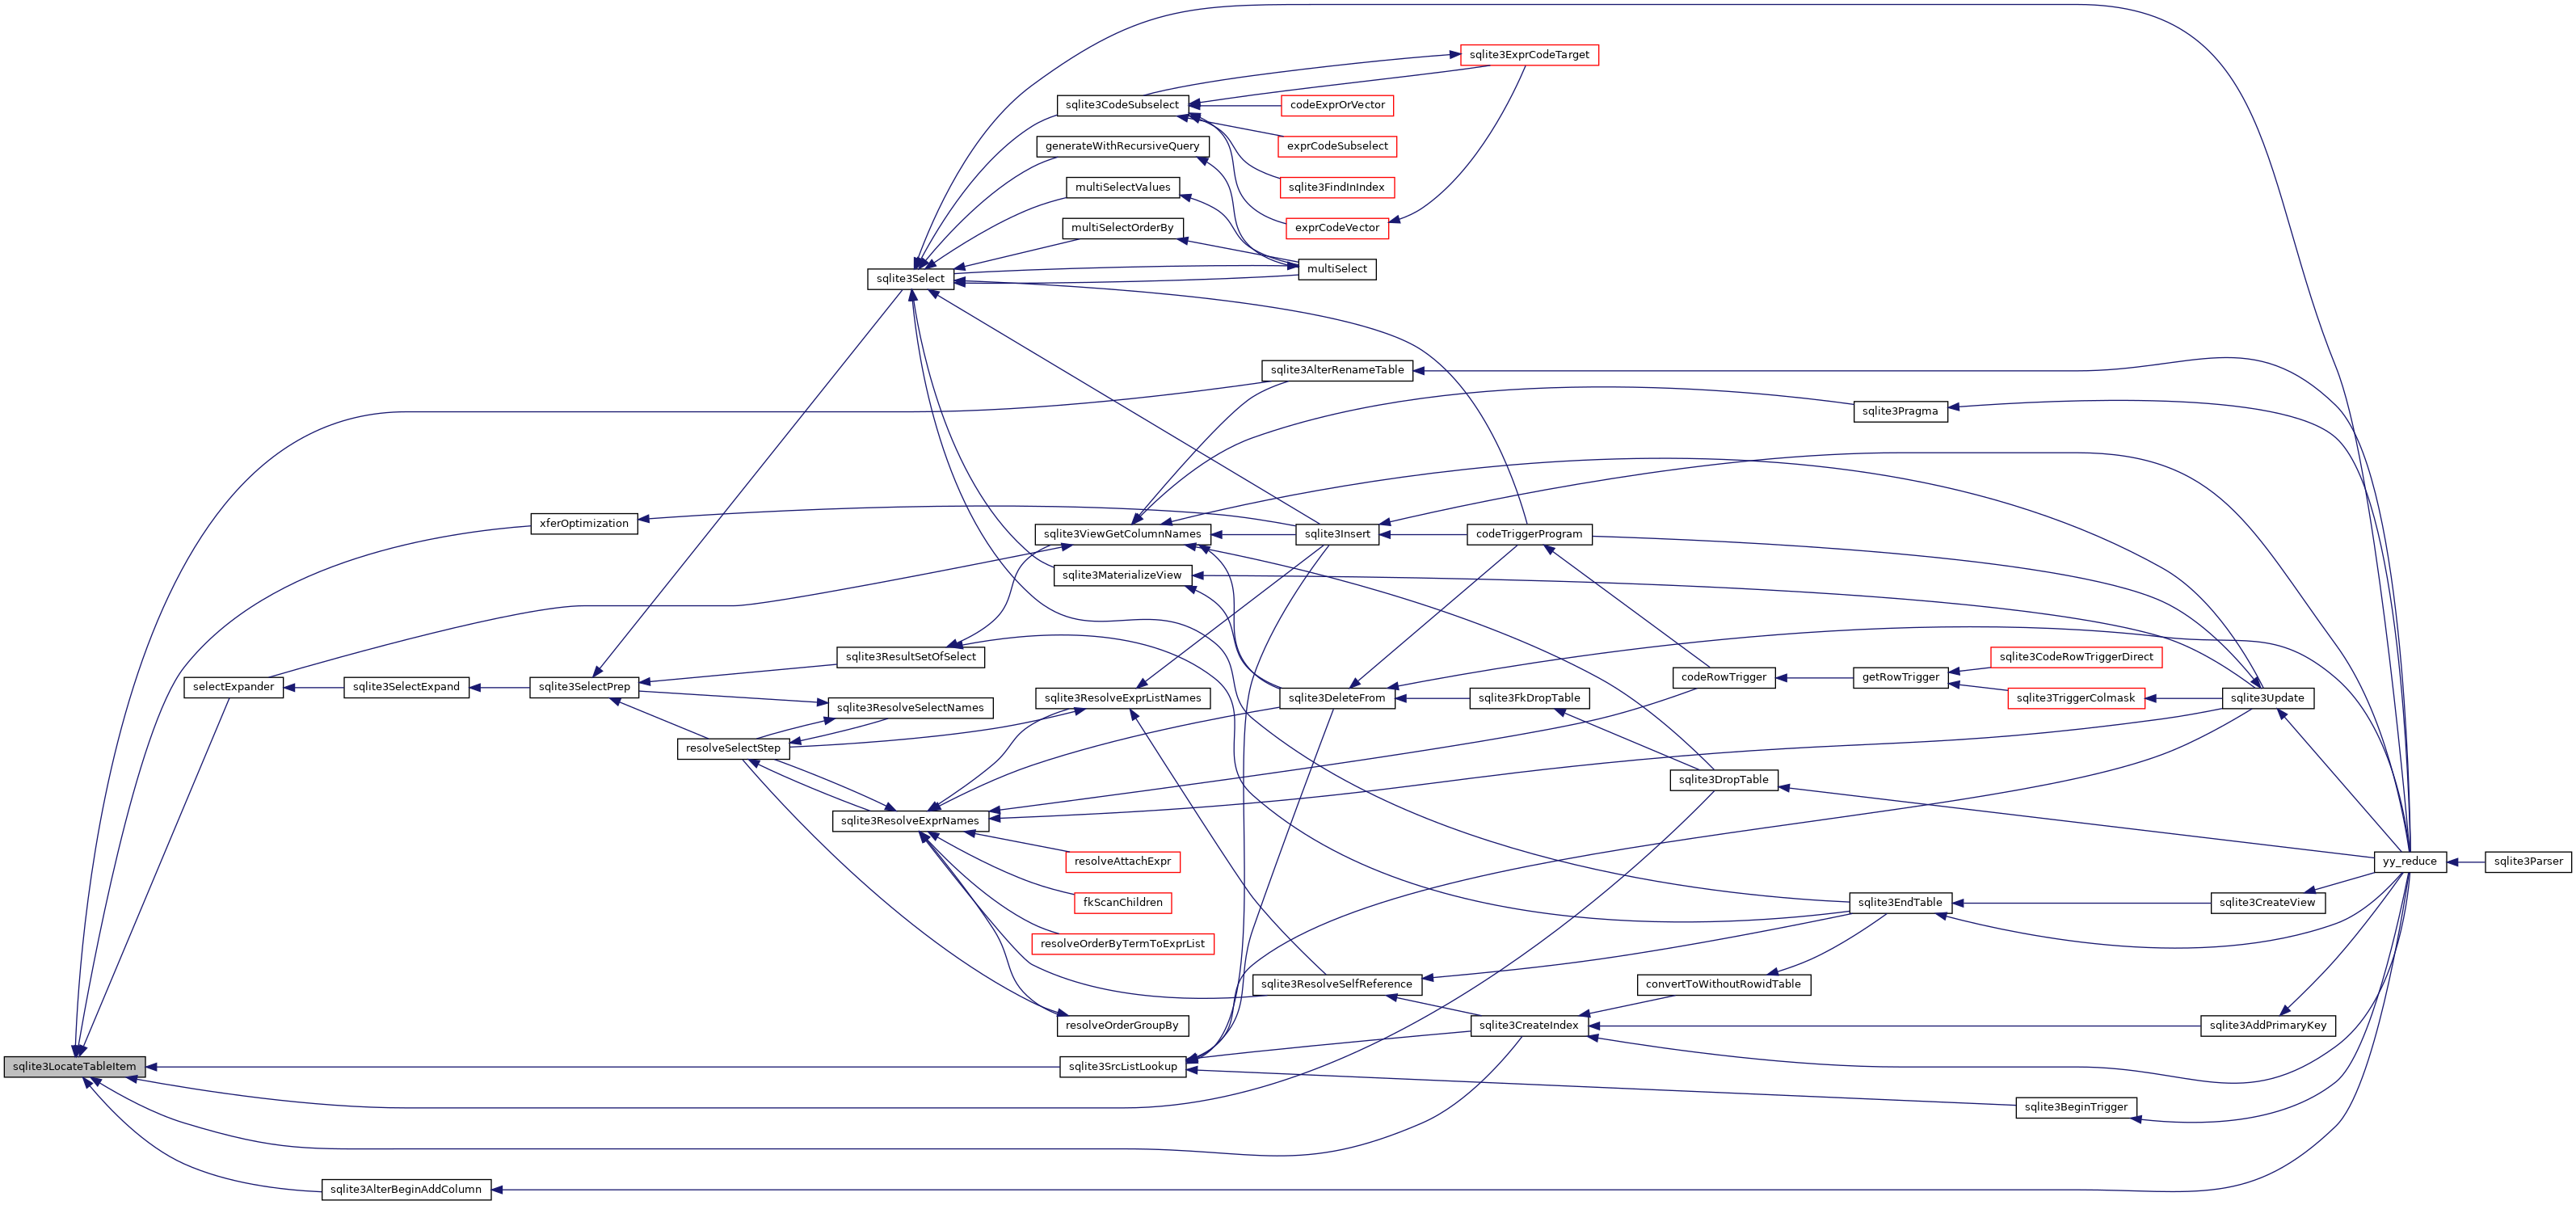 sqlite3ExprCodeTarget
sqlite3CodeSubselect
codeExprOrVector
generateWithRecursiveQuery
exprCodeSubselect
multiSelectValues
sqlite3FindInIndex
multiSelectOrderBy
exprCodeVector
sqlite3Select
multiSelect
sqlite3AlterRenameTable
sqlite3Pragma
xferOptimization
sqlite3ViewGetColumnNames
sqlite3Insert
codeTriggerProgram
sqlite3MaterializeView
sqlite3ResultSetOfSelect
sqlite3CodeRowTriggerDirect
selectExpander
sqlite3SelectExpand
sqlite3SelectPrep
codeRowTrigger
getRowTrigger
sqlite3ResolveSelectNames
sqlite3ResolveExprListNames
sqlite3DeleteFrom
sqlite3FkDropTable
sqlite3TriggerColmask
sqlite3Update
resolveSelectStep
sqlite3DropTable
sqlite3ResolveExprNames
resolveAttachExpr
yy_reduce
sqlite3Parser
fkScanChildren
sqlite3EndTable
sqlite3CreateView
resolveOrderByTermToExprList
sqlite3ResolveSelfReference
convertToWithoutRowidTable
resolveOrderGroupBy
sqlite3CreateIndex
sqlite3AddPrimaryKey
sqlite3LocateTableItem
sqlite3SrcListLookup
sqlite3BeginTrigger
sqlite3AlterBeginAddColumn